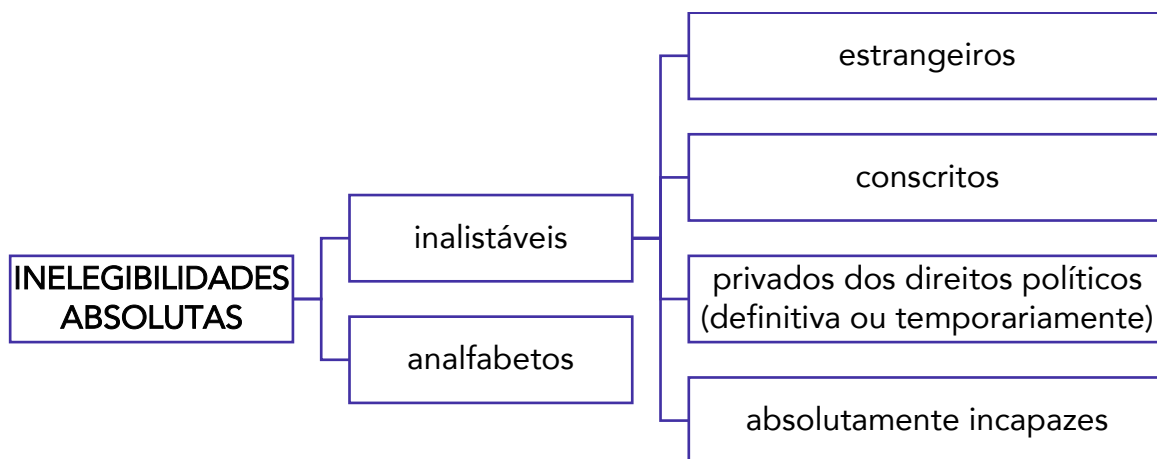 INELEGIBILIDADES
ABSOLUTAS
inalistáveis
analfabetos
estrangeiros
conscritos
privados dos direitos políticos
(definitiva ou temporariamente)
absolutamente incapazes